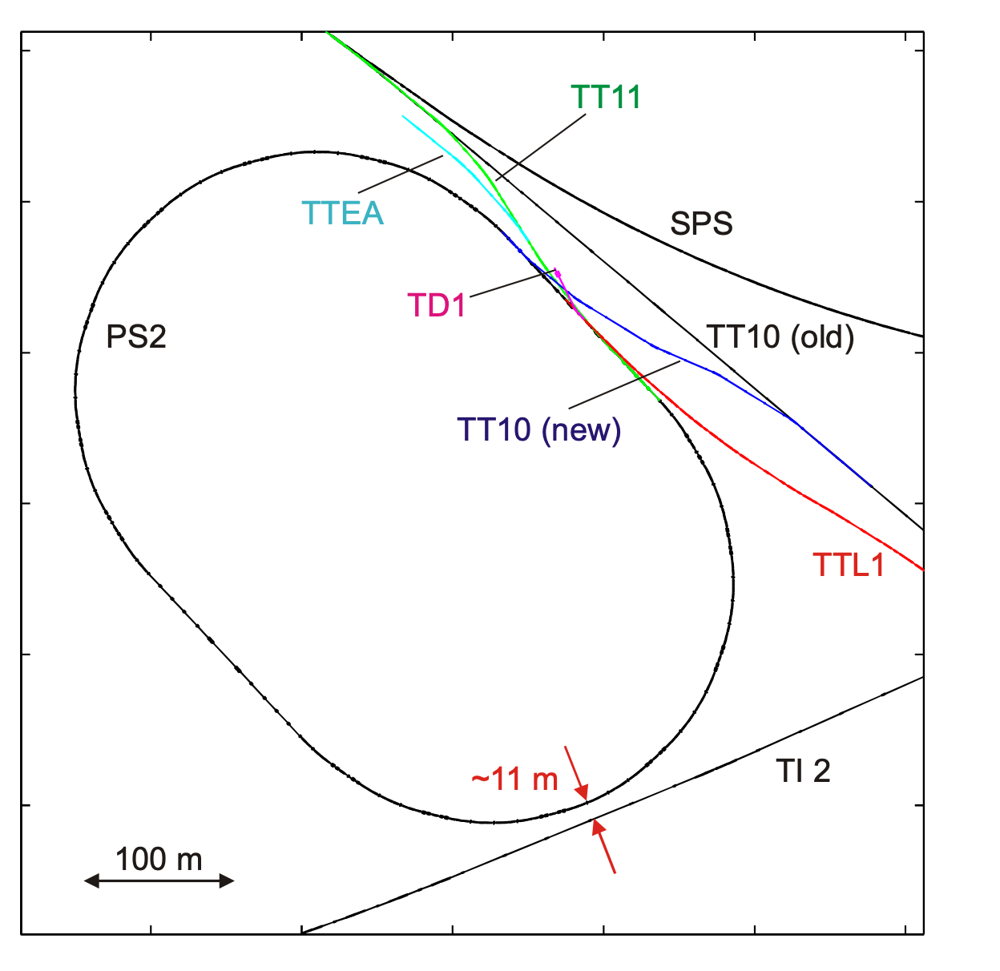 TT11
TTEA
SPS
TD1
PS2
TT10 (old)
TT10 (new)
TTL1
~11 m
TI 2
100 m